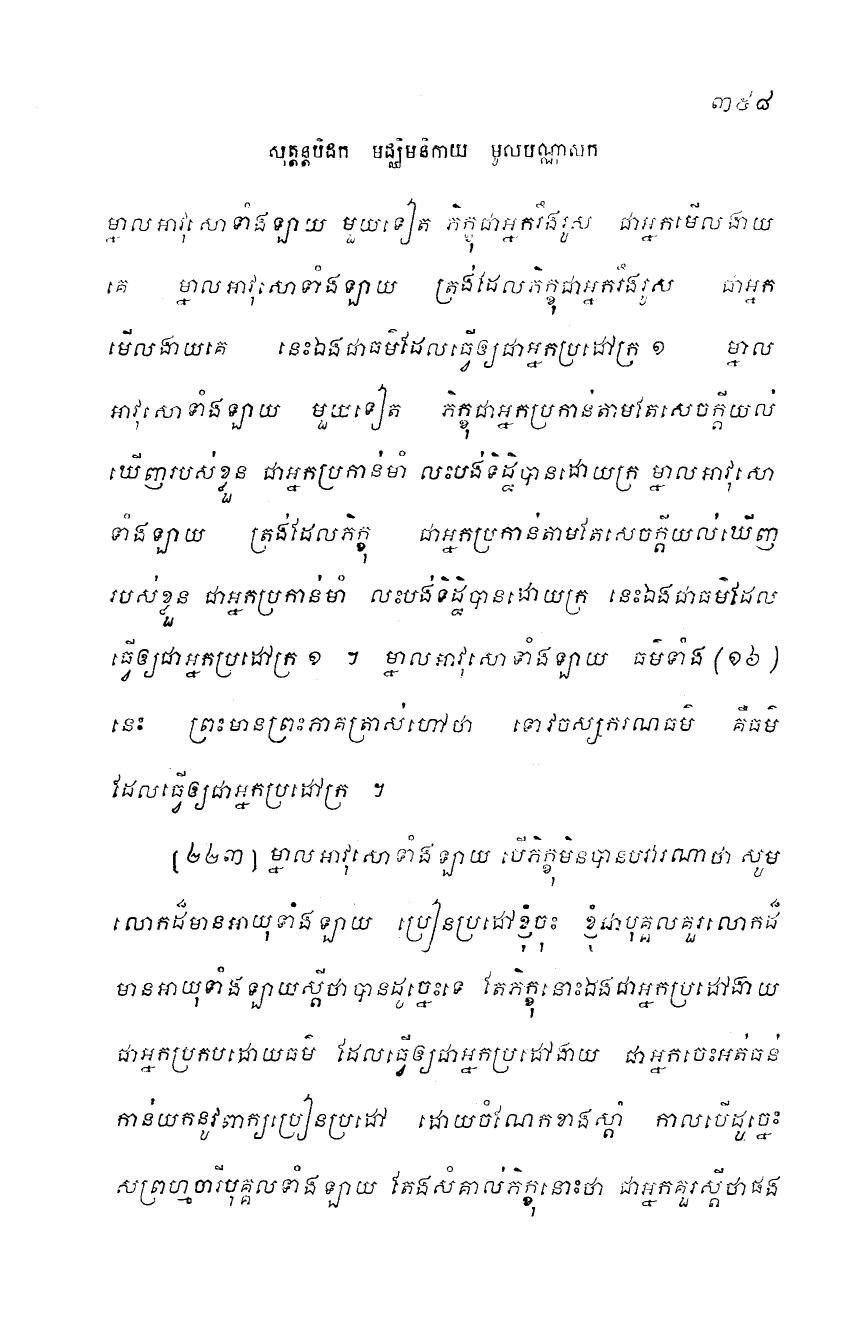 ៣៥៨
សុត្តន្តបិដក មជ្ឈិមនិកាយ មូលបណ្ណាសក
ម្នាលអាវុសោទាំងឡាយ មួយទៀត ភិក្ខុជាអ្នករឹងរូស ជាអ្នកមើលងាយ
គេ ម្នាលអាវុសោទាំងឡាយ ត្រង់ដែលភិក្ខុជាអ្នករឹងរូស ជាអ្នក
មើលងាយគេ នេះឯងជាធម៌ដែលធ្វើឲ្យជាអ្នកប្រដៅក្រ ១ ម្នាល
អាវុសោទាំងឡាយ មួយទៀត ភិក្ខុជាអ្នកប្រកាន់តាមតែសេចក្តីយល់
ឃើញរបស់ខ្លួន ជាអ្នកប្រកាន់មាំ លះបង់ទិដ្ឋិបានដោយក្រ ម្នាលអាវុសោ
ទាំងឡាយ ត្រង់ដែលភិក្ខុ ជាអ្នកប្រកាន់តាមតែសេចក្តីយល់ឃើញ
របស់ខ្លួន ជាអ្នកប្រកាន់មាំ លះបង់ទិដ្ឋិបានដោយក្រ នេះឯងជាធម៌ដែល
ធ្វើឲ្យជាអ្នកប្រដៅក្រ ១ ។ ម្នាលអាវុសោទាំងឡាយ ធម៌ទាំង (១៦)
នេះ ព្រះមានព្រះភាគត្រាស់ហៅថា ទោវចស្សករណធម៌ គឺធម៌
ដែលធ្វើឲ្យជាអ្នកប្រដៅក្រ ។
[២២៣] ម្នាលអាវុសោទាំងឡាយ បើភិក្ខុមិនបានបវារណាថា សូម
លោកដ៏មានអាយុទាំងឡាយ ប្រៀនប្រដៅខ្ញុំចុះ ខ្ញុំជាបុគ្គលគួរលោកដ៏
មានអាយុទាំងឡាយស្តីថាបានដូច្នេះទេ តែភិក្ខុនោះឯងជាអ្នកប្រដៅងាយ
ជាអ្នកប្រកបដោយធម៌ ដែលធ្វើឲ្យជាអ្នកប្រដៅងាយ ជាអ្នកចេះអត់ធន់
កាន់យកនូវពាក្យប្រៀនប្រដៅ ដោយចំណែកខាងស្តាំ កាលបើដូច្នេះ
សព្រហ្មចារីបុគ្គលទាំងឡាយ តែងសំគាល់ភិក្ខុនោះថា ជាអ្នកគួរស្តីថាផង